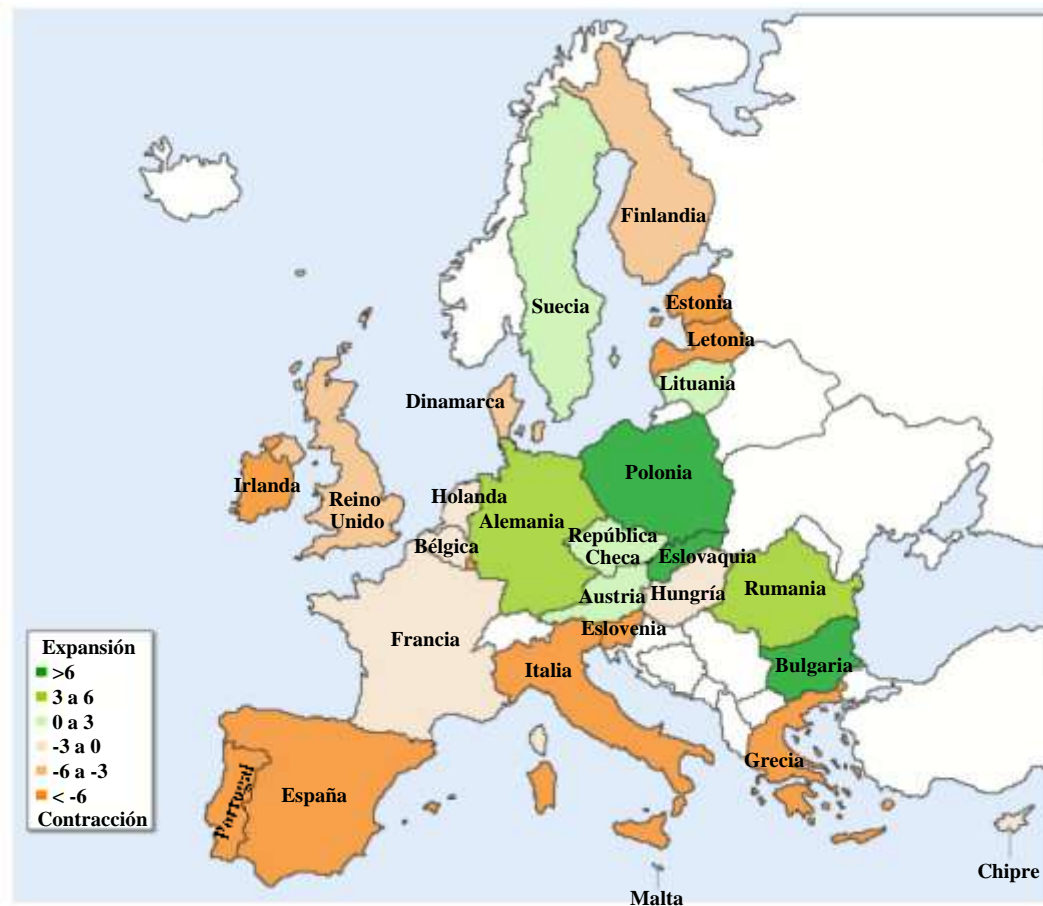 Finlandia
Estonia
Suecia
Letonia
Lituania
Dinamarca
Polonia
Irlanda
Reino
Unido
Holanda
Alemania
República
Checa
Bélgica
Eslovaquia
Austria
Hungría
Rumania
Francia
Eslovenia
Italia
Bulgaria
Expansión
>6
3 a 6
0 a 3
-3 a 0
-6 a -3
< -6
Contracción
Portugal
España
Grecia
Chipre
Malta